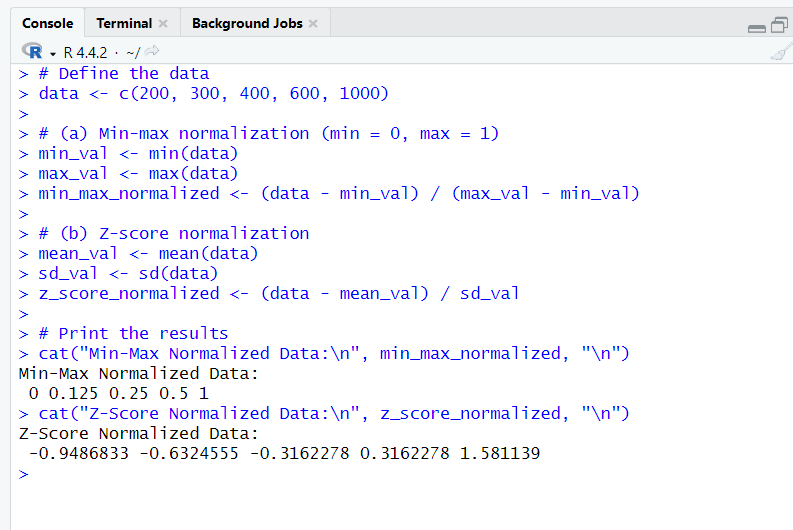 Console Terminal Background Jobs
R R 4.4.2 · ~/
> # Define the data
> data <- c(200, 300, 400, 600, 1000)
>
> # (a) Min-max normalization (min = 0, max = 1)
> min_val <- min(data)
> max_val <- max(data)
> min_max_normalized <- (data - min_val) / (max_val - min_val)
>
> # (b) Z-score normalization
> mean_val <- mean(data)
> sd_val <- sd(data)
> z_score_normalized <- (data - mean_val) / sd_val
>
> # Print the results
> cat("Min-Max Normalized Data:\n", min_max_normalized, "\n")
Min-Max Normalized Data:
 0 0.125 0.25 0.5 1
> cat("Z-Score Normalized Data:\n", z_score_normalized, "\n")
Z-Score Normalized Data:
 -0.9486833 -0.6324555 -0.3162278 0.3162278 1.581139
>